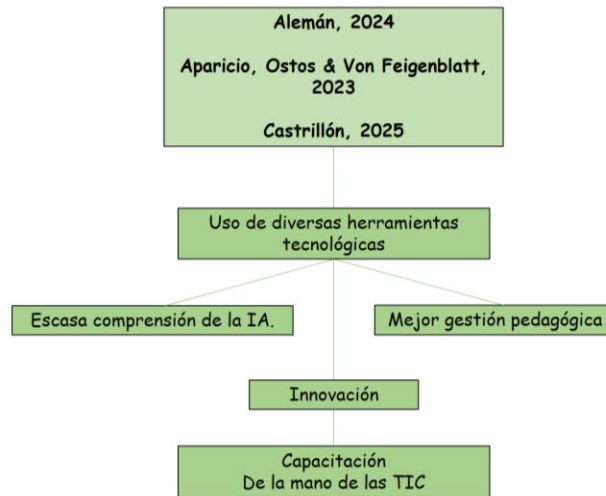 Alemán, 2024
Aparicio, Ostos & Von Feigenblatt,
2023
Castrillón, 2025
Uso de diversas herramientas
tecnológicas
Escasa comprensión de la IA.
Mejor gestión pedagógica
Innovación
Capacitación
De la mano de las TIC